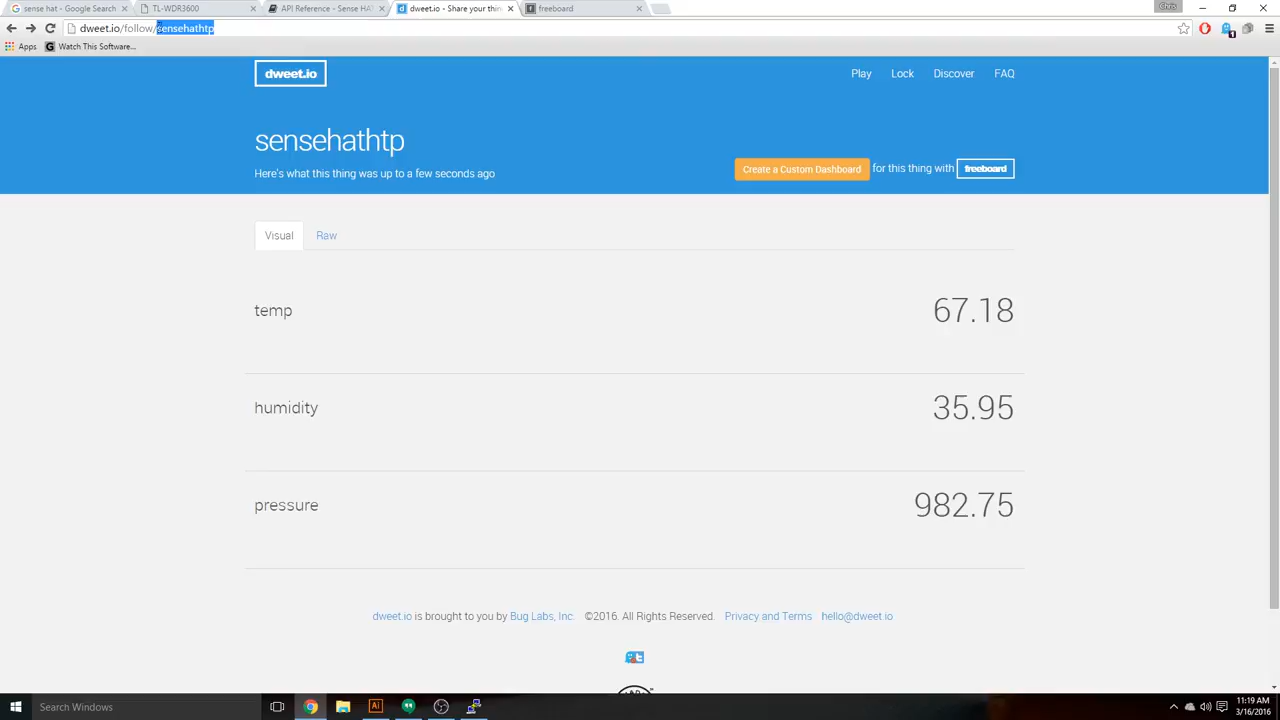 sense hat - Google Search
TL-WDR3600
API Reference - Sense HAT
dweet.io - Share your thin
freeboard
Chris
dweet.io/follow/sensehathtp
Apps
Watch This Software...
dweet.io
Play
Lock
Discover
FAQ
sensehathtp
Here's what this thing was up to a few seconds ago
Create a Custom Dashboard for this thing with freeboard
Visual
Raw
temp
67.18
humidity
35.95
pressure
982.75
dweet.io is brought to you by Bug Labs, Inc. ©2016. All Rights Reserved. Privacy and Terms hello@dweet.io
Search Windows
11:19 AM
3/16/2016